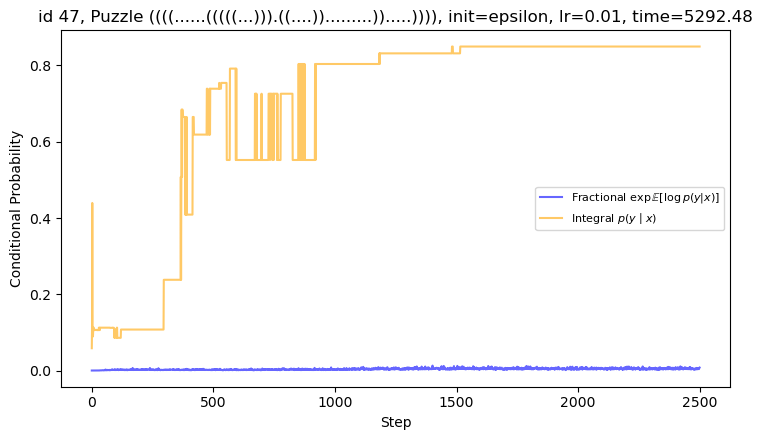 id 47, Puzzle ((((......(((((...))).((....)).........)).....)))), init=epsilon, lr=0.01, time=5292.48
Conditional Probability
0.8
0.6
0.4
0.2
0.0
Fractional exp𝔼[log p(y|x)]
Integral p(y | x)
0
500
1000
1500
2000
2500
Step